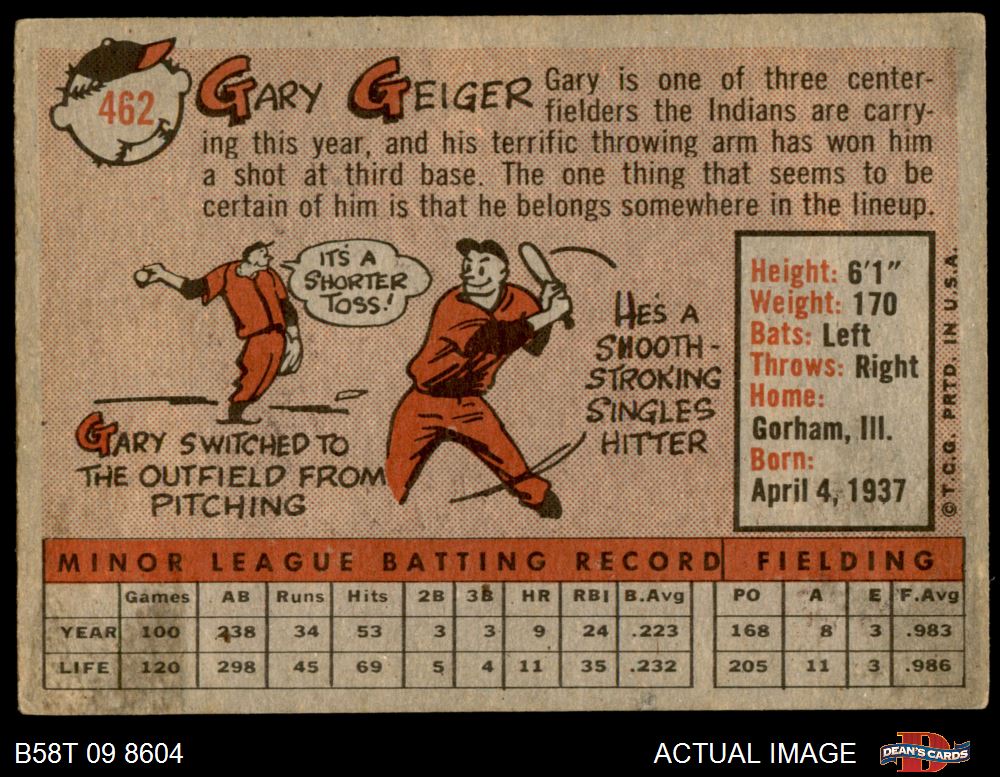 462
GARY GEIGER
Gary is one of three center-
fielders the Indians are carry-
ing this year, and his terrific throwing arm has won him
a shot at third base. The one thing that seems to be
certain of him is that he belongs somewhere in the lineup.
IT'S A
SHORTER
TOSS!
GARY SWITCHED TO
THE OUTFIELD FROM
PITCHING
HE'S A
SMOOTH-
STROKING
SINGLES
HITTER
Height: 6'1"
Weight: 170
Bats: Left
Throws: Right
Home:
Gorham, Ill.
Born:
April 4, 1937
© T.C.G. PRTD. IN U.S.A.
MINOR LEAGUE BATTING RECORD FIELDING
Games AB Runs Hits 2B 3B HR RBI B.Avg PO A E F.Avg
YEAR 100 238 34 53 3 3 9 24 .223 168 8 3 .983
LIFE 120 298 45 69 5 4 11 35 .232 205 11 3 .986
B58T 09 8604
ACTUAL IMAGE
DEAN'S CARDS